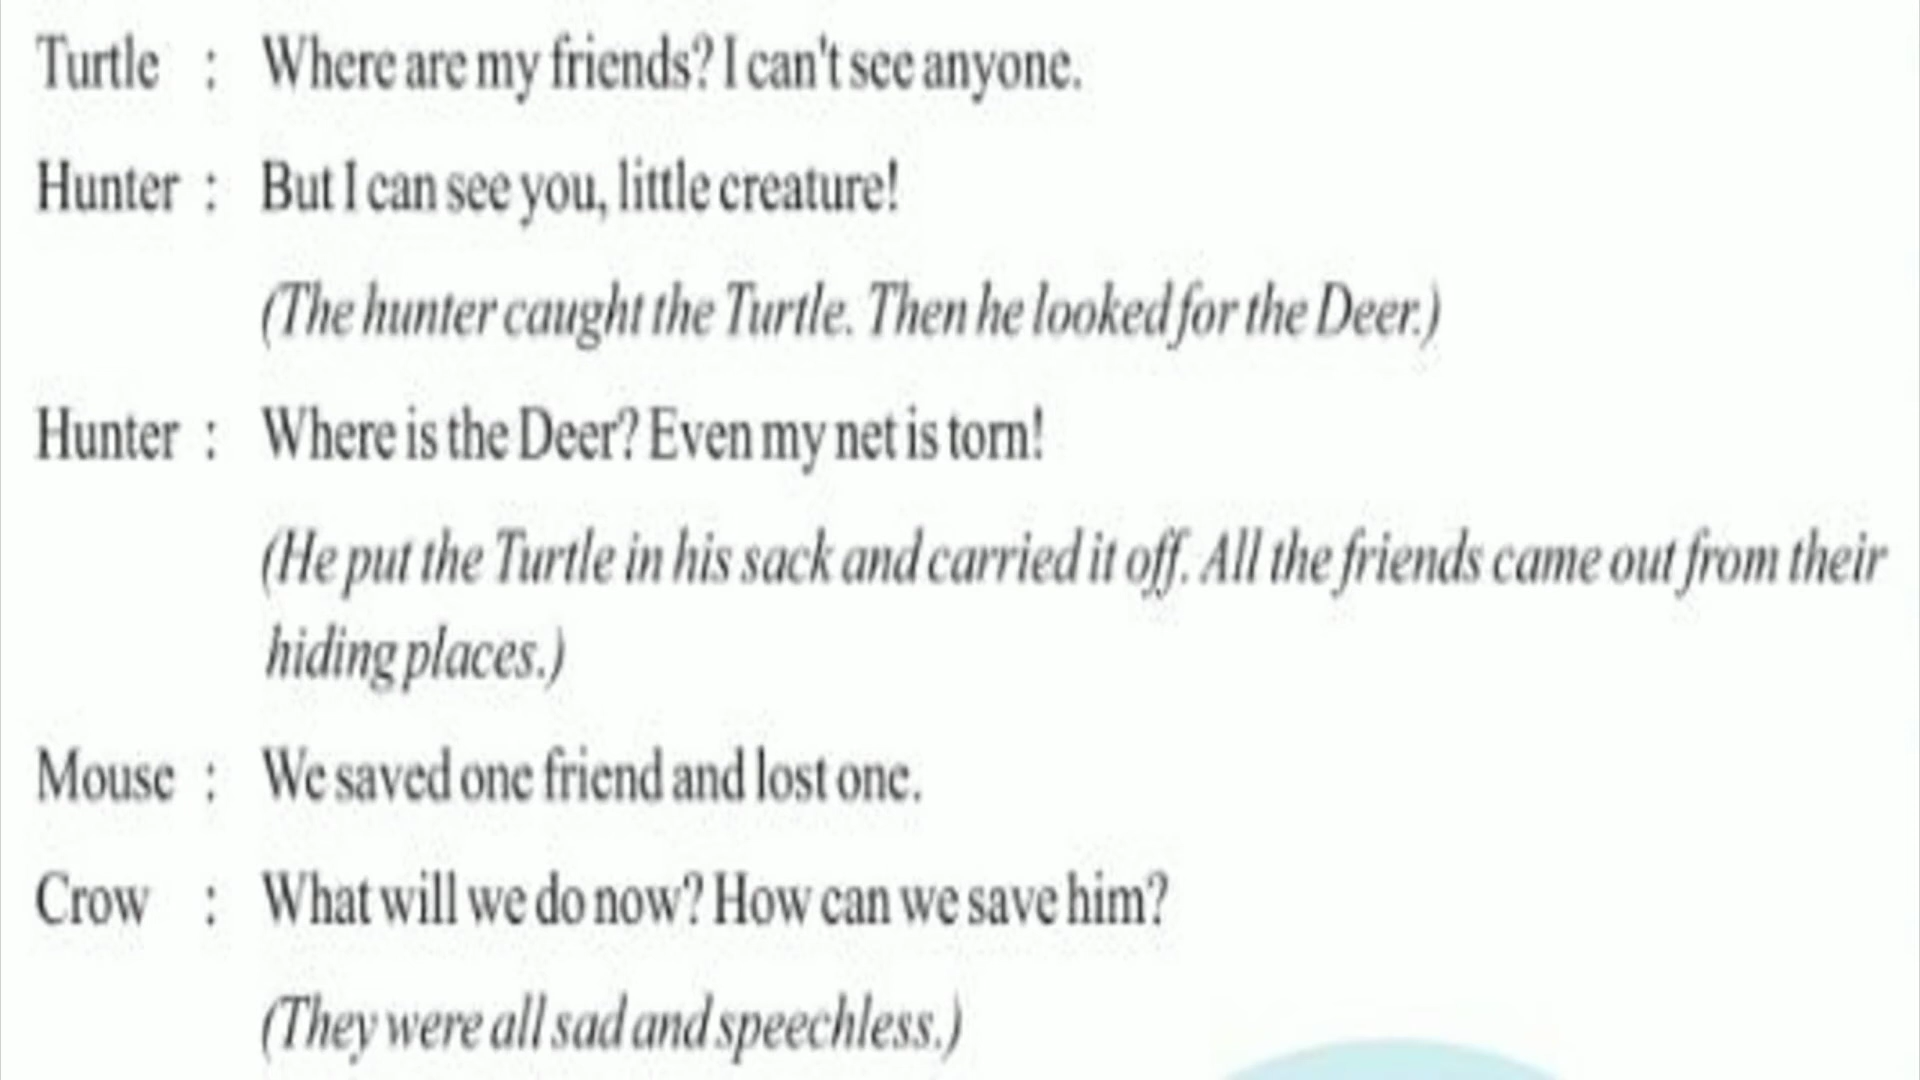 Turtle : Where are my friends? I can't see anyone.
Hunter : But I can see you, little creature!
(The hunter caught the Turtle. Then he looked for the Deer.)
Hunter : Where is the Deer? Even my net is torn!
(He put the Turtle in his sack and carried it off. All the friends came out from their
hiding places.)
Mouse : We saved one friend and lost one.
Crow : What will we do now? How can we save him?
(They were all sad and speechless.)